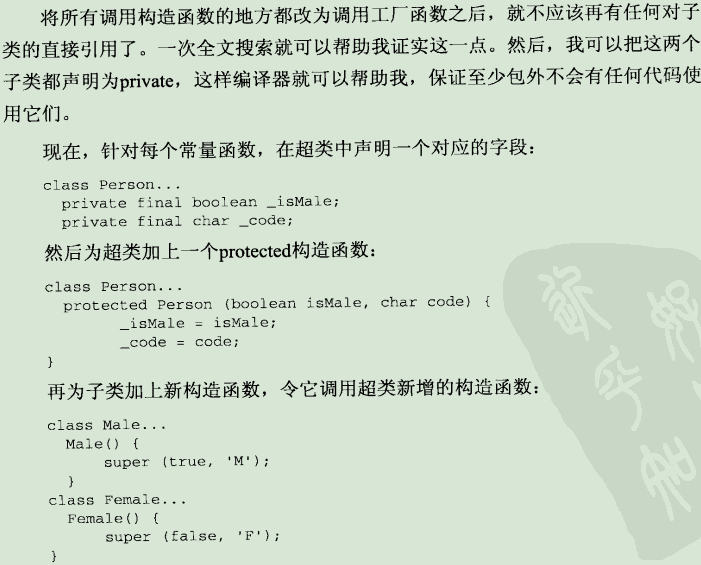 将所有调用构造函数的地方都改为调用工厂函数之后，就不应该再有任何对子
类的直接引用了。一次全文搜索就可以帮助我证实这一点。然后，我可以把这两个
子类都声明为private，这样编译器就可以帮助我，保证至少包外不会有任何代码使
用它们。
现在，针对每个常量函数，在超类中声明一个对应的字段：
class Person...
private final boolean _isMale;
private final char _code;
然后为超类加上一个protected构造函数：
class Person...
protected Person (boolean isMale, char code) {
_isMale = isMale;
_code = code;
}
再为子类加上新构造函数，令它调用超类新增的构造函数：
class Male...
Male() {
super (true, 'M');
}
class Female...
Female() {
super (false, 'F');
}